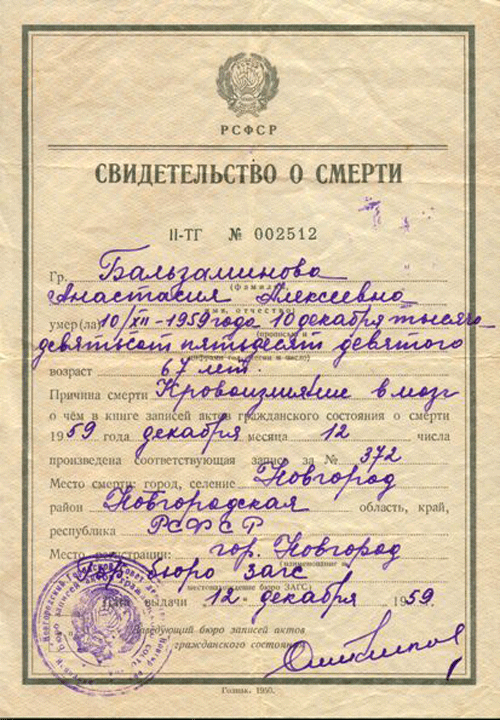 РСФСР
СВИДЕТЕЛЬСТВО О СМЕРТИ
II-ТГ № 002512
Гр. Бальзаминова
(фамилия,
Анастасия Алексеевна
имя, отчество)
умер(ла) 10/XII-1959 года 10 декабря тысяча
(прописью и
девятьсот пятьдесят девятого
цифрами год, месяц и число)
возраст 67 лет.
Причина смерти Кровоизлияние в мозг
о чём в книге записей актов гражданского состояния о смерти
1959 года декабря месяца 12 числа
произведена соответствующая запись за № 372
Место смерти: город, селение Новгород
район Новгородская область, край,
республика РСФСР
Место регистрации: гор. Новгород
(наименование и
бюро загс
местонахождение бюро ЗАГС)
Дата выдачи „12" декабря 1959.
Заведующий бюро записей актов
гражданского состояния
Гознак. 1950.